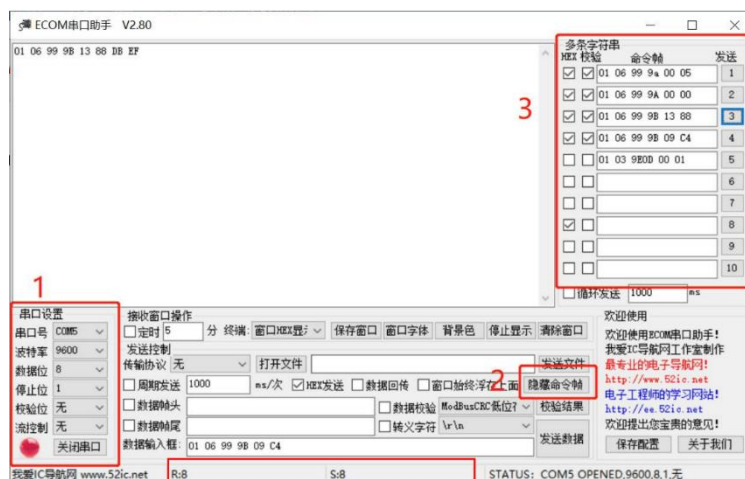 ECOM串口助手 V2.80
01 06 99 9B 13 88 DB EF
多条字符串
HEX 校验 命令帧 发送
01 06 99 9a 00 05 1
01 06 99 9A 00 00 2
01 06 99 9B 13 88 3
01 06 99 9B 09 C4 4
01 03 9E0D 00 01 5
6
7
8
9
10
循环发送 1000 ms
3
1
串口设置
串口号 COM5
波特率 9600
数据位 8
停止位 1
校验位 无
流控制 无
关闭串口
接收窗口操作
定时 5 分 终端: 窗口HEX显 保存窗口 窗口字体 背景色 停止显示 清除窗口
发送控制
传输协议 无 打开文件 发送文件
周期发送 1000 ms/次 HEX发送 数据回传 窗口始终浮在上面 2 隐藏命令帧
数据帧头 数据校验 ModBusCRC低位 校验结果
数据帧尾 转义字符 \r\n
数据输入框: 01 06 99 9B 09 C4 发送数据
欢迎使用
欢迎使用ECOM串口助手!
我爱IC导航网工作室制作
最专业的电子导航网!
http://www.52ic.net
电子工程师的学习网站!
http://ee.52ic.net
欢迎提出您宝贵的意见!
保存配置 关于我们
我爱IC导航网 www.52ic.net R:8 S:8 STATUS: COM5 OPENED,9600,8,1,无